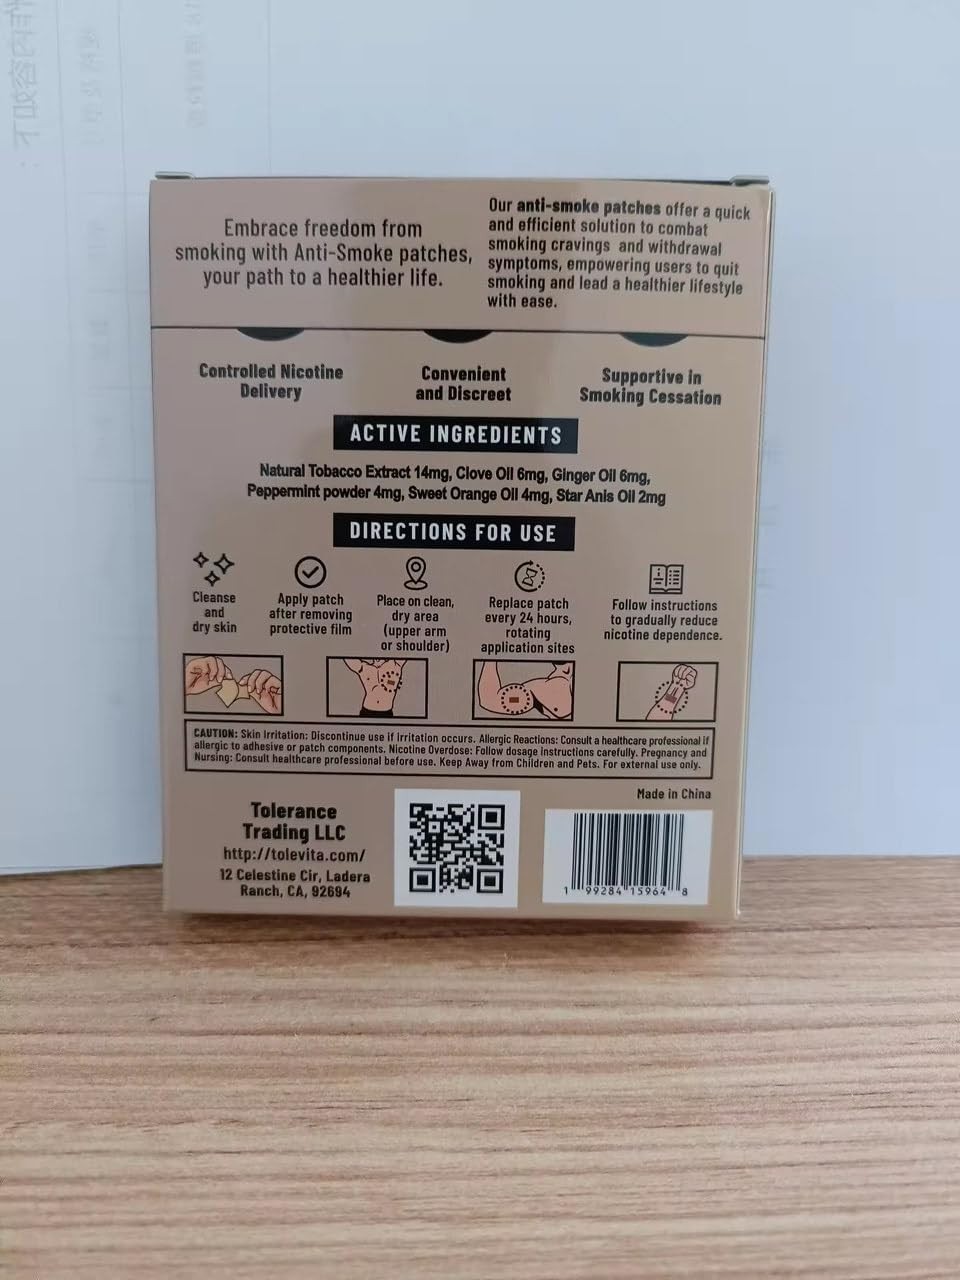 Embrace freedom from
smoking with Anti-Smoke patches,
your path to a healthier life.
Our anti-smoke patches offer a quick
and efficient solution to combat
smoking cravings and withdrawal
symptoms, empowering users to quit
smoking and lead a healthier lifestyle
with ease.
Controlled Nicotine
Delivery
Convenient
and Discreet
Supportive in
Smoking Cessation
ACTIVE INGREDIENTS
Natural Tobacco Extract 14mg, Clove Oil 6mg, Ginger Oil 6mg,
Peppermint powder 4mg, Sweet Orange Oil 4mg, Star Anis Oil 2mg
DIRECTIONS FOR USE
Cleanse
and
dry skin
Apply patch
after removing
protective film
Place on clean,
dry area
(upper arm
or shoulder)
Replace patch
every 24 hours,
rotating
application sites
Follow instructions
to gradually reduce
nicotine dependence.
CAUTION: Skin Irritation: Discontinue use if irritation occurs. Allergic Reactions: Consult a healthcare professional if
allergic to adhesive or patch components. Nicotine Overdose: Follow dosage instructions carefully. Pregnancy and
Nursing: Consult healthcare professional before use. Keep Away from Children and Pets. For external use only.
Made in China
Tolerance
Trading LLC
http://tolevita.com/
12 Celestine Cir, Ladera
Ranch, CA, 92694
1 99284 15964 8